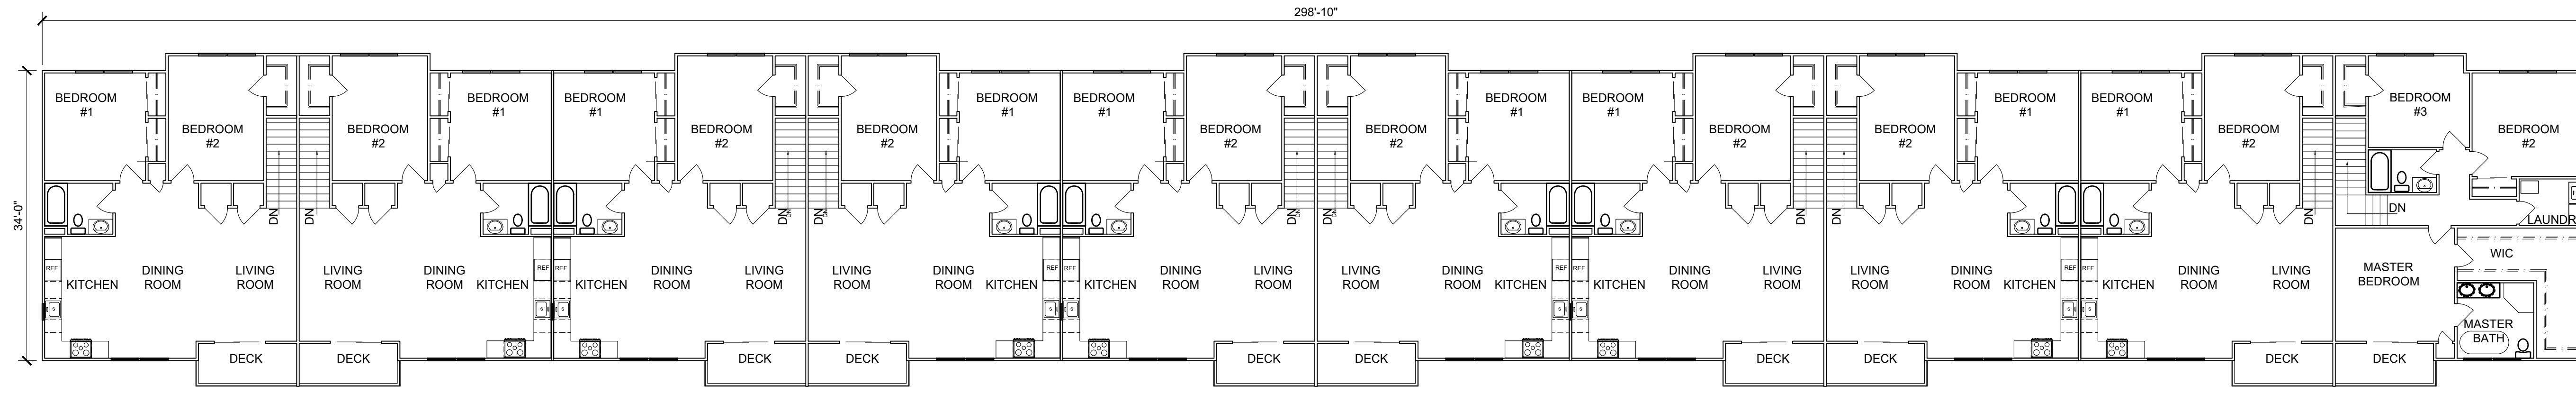 298'-10"
BEDROOM
#1
BEDROOM
#2
BEDROOM
#2
BEDROOM
#1
BEDROOM
#1
BEDROOM
#2
BEDROOM
#2
BEDROOM
#1
BEDROOM
#1
BEDROOM
#2
BEDROOM
#2
BEDROOM
#1
BEDROOM
#1
BEDROOM
#2
BEDROOM
#2
BEDROOM
#1
BEDROOM
#1
BEDROOM
#2
BEDROOM
#3
BEDROOM
#2
34'-0"
DN
DN
DN
DN
DN
DN
DN
DN
DN
DN
DN
DN
DN
DN
LAUNDR
WIC
REF
KITCHEN
S
DINING
ROOM
LIVING
ROOM
LIVING
ROOM
DINING
ROOM
KITCHEN
REF
S
REF
S
KITCHEN
DINING
ROOM
LIVING
ROOM
LIVING
ROOM
DINING
ROOM
KITCHEN
REF
S
REF
S
KITCHEN
DINING
ROOM
LIVING
ROOM
LIVING
ROOM
DINING
ROOM
KITCHEN
REF
S
REF
S
KITCHEN
DINING
ROOM
LIVING
ROOM
LIVING
ROOM
DINING
ROOM
KITCHEN
REF
S
REF
S
KITCHEN
DINING
ROOM
LIVING
ROOM
MASTER
BEDROOM
MASTER
BATH
DECK
DECK
DECK
DECK
DECK
DECK
DECK
DECK
DECK
DECK